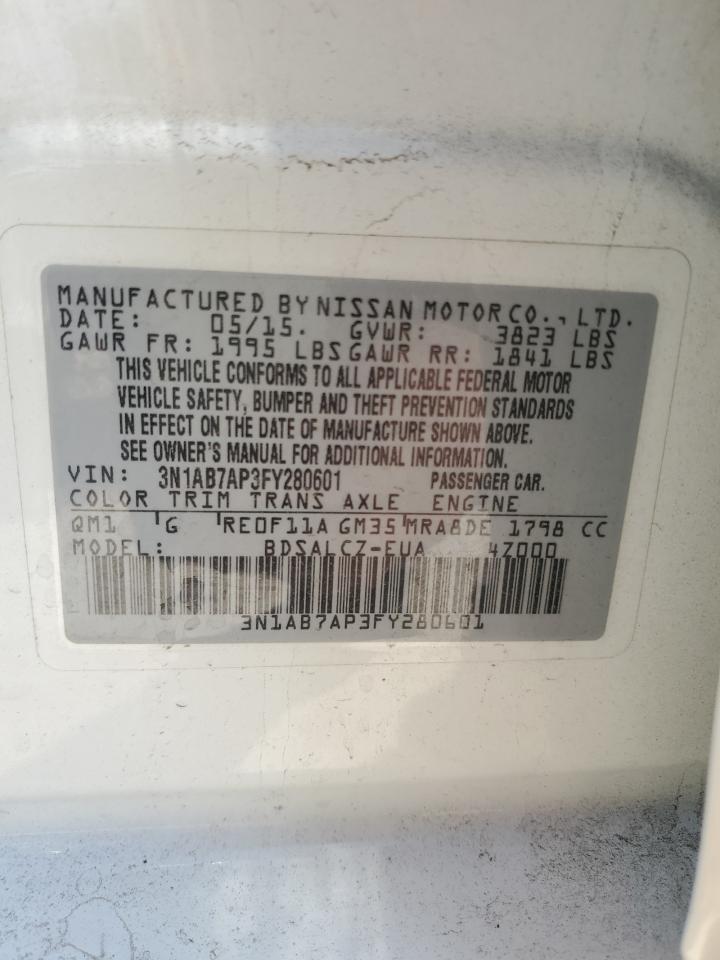 MANUFACTURED BY NISSAN MOTOR CO., LTD.
DATE: 05/15. GVWR: 3823 LBS
GAWR FR: 1995 LBS GAWR RR: 1841 LBS
THIS VEHICLE CONFORMS TO ALL APPLICABLE FEDERAL MOTOR
VEHICLE SAFETY, BUMPER AND THEFT PREVENTION STANDARDS
IN EFFECT ON THE DATE OF MANUFACTURE SHOWN ABOVE.
SEE OWNER'S MANUAL FOR ADDITIONAL INFORMATION.
VIN: 3N1AB7AP3FY280601 PASSENGER CAR.
COLOR TRIM TRANS AXLE ENGINE
QM1 G RE0F11A GM35 MRA8DE 1798 CC
MODEL: BDSALCZ-EUA 47000
3N1AB7AP3FY280601